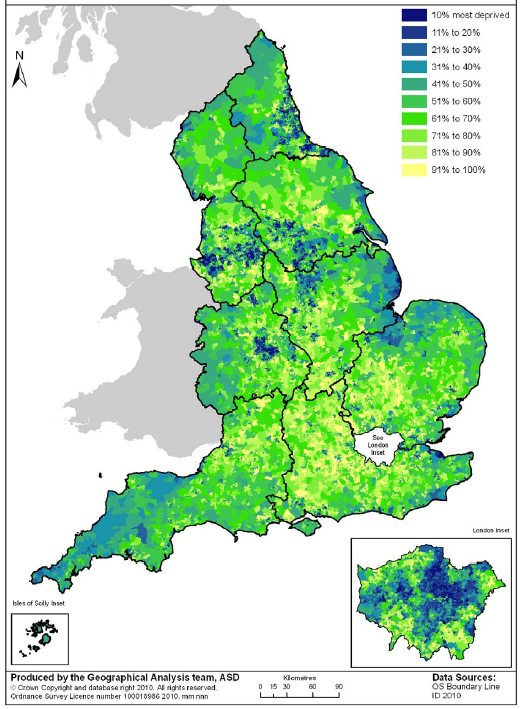 10% most deprived
11% to 20%
21% to 30%
31% to 40%
41% to 50%
51% to 60%
61% to 70%
71% to 80%
81% to 90%
91% to 100%
N
See
London
Inset
London Inset
Isles of Scilly Inset
Produced by the Geographical Analysis team, ASD
© Crown Copyright and database right 2010. All rights reserved.
Ordnance Survey Licence number 100018986 2010. mm nnn
Kilometres
0 15 30 60 90
Data Sources:
OS Boundary Line
ID 2010